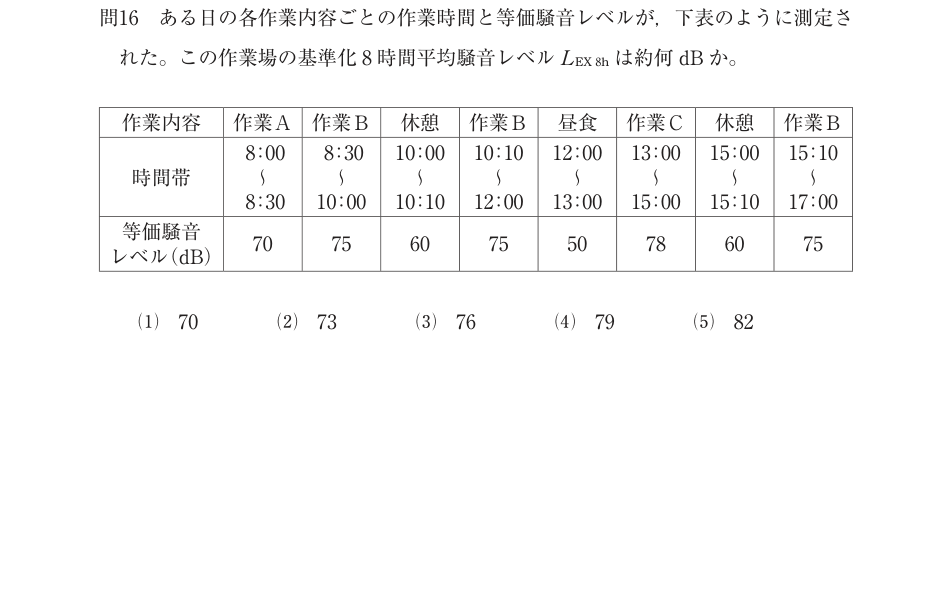 問16　ある日の各作業内容ごとの作業時間と等価騒音レベルが，下表のように測定さ
れた。この作業場の基準化８時間平均騒音レベル LEX 8h は約何 dB か。
作業内容　作業Ａ　作業Ｂ　休憩　作業Ｂ　昼食　作業Ｃ　休憩　作業Ｂ
8：00　8：30　10：00　10：10　12：00　13：00　15：00　15：10
時間帯　～　～　～　～　～　～　～　～
8：30　10：00　10：10　12：00　13：00　15：00　15：10　17：00
等価騒音
レベル(dB)　70　75　60　75　50　78　60　75
(1)　70　(2)　73　(3)　76　(4)　79　(5)　82